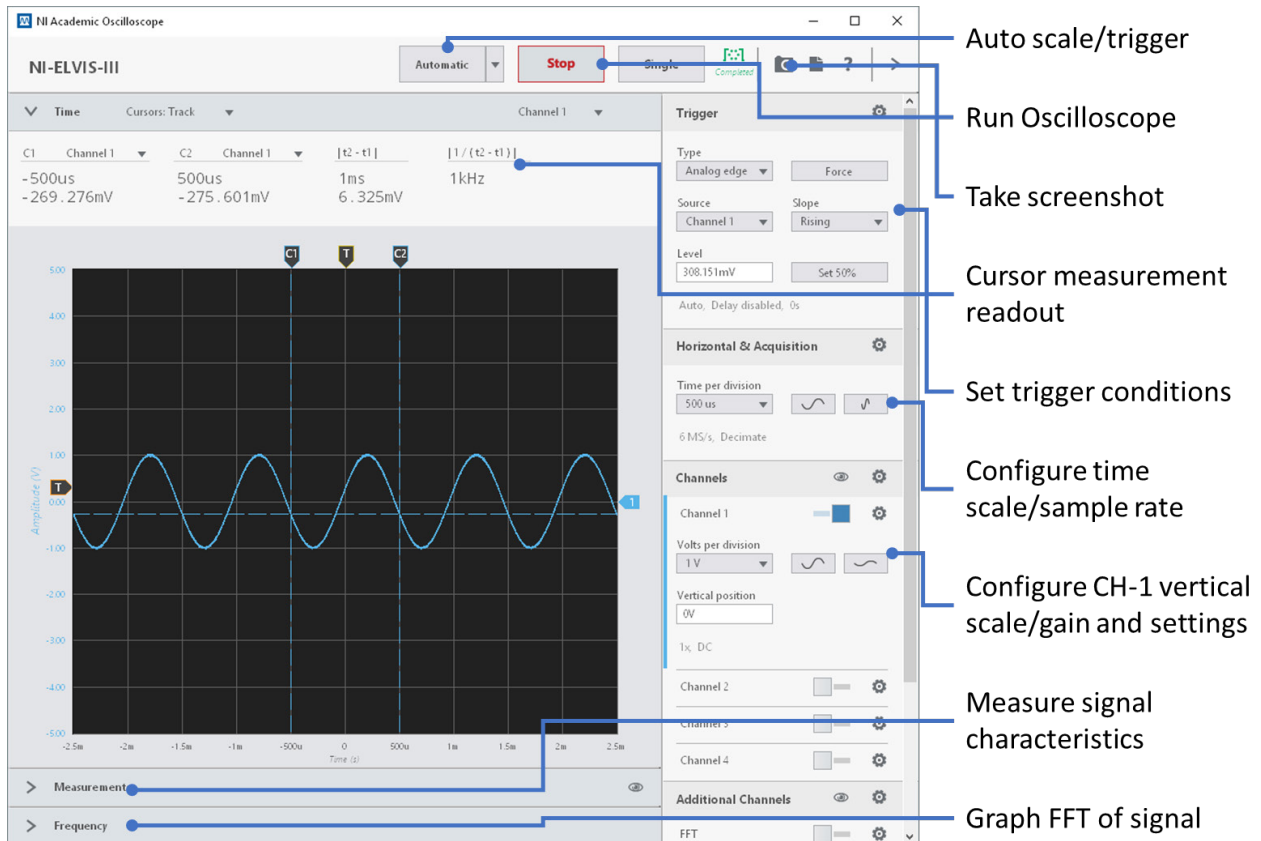 NI Academic Oscilloscope
NI-ELVIS-III
Automatic
Stop
Single
Completed
?
Time
Cursors: Track
Channel 1
C1 Channel 1
C2 Channel 1
|t2 - t1|
|1 / (t2 - t1)|
-500us
500us
1ms
1kHz
-269.276mV
-275.601mV
6.325mV
C1
T
C2
5.00
4.00
3.00
2.00
1.00
T
0.00
1
-1.00
-2.00
-3.00
-4.00
-5.00
Amplitude (V)
-2.5m
-2m
-1.5m
-1m
-500u
0
500u
1m
1.5m
2m
2.5m
Time (s)
Measurement
Frequency
Trigger
Type
Analog edge
Force
Source
Slope
Channel 1
Rising
Level
308.151mV
Set 50%
Auto, Delay disabled, 0s
Horizontal & Acquisition
Time per division
500 us
6 MS/s, Decimate
Channels
Channel 1
Volts per division
1 V
Vertical position
0V
1x, DC
Channel 2
Channel 3
Channel 4
Additional Channels
FFT
Auto scale/trigger
Run Oscilloscope
Take screenshot
Cursor measurement
readout
Set trigger conditions
Configure time
scale/sample rate
Configure CH-1 vertical
scale/gain and settings
Measure signal
characteristics
Graph FFT of signal